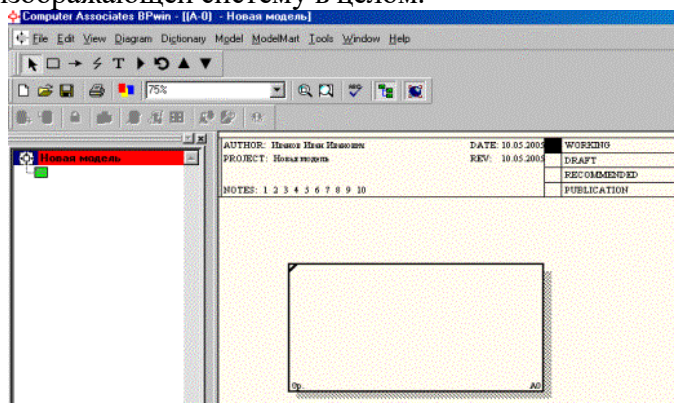 изображающей систему в целом.
Computer Associates BPwin - [[A-0] - Новая модель]
File Edit View Diagram Dictionary Model ModelMart Tools Window Help
75%
Новая модель
AUTHOR: Иванов Иван Иванович DATE: 10.05.2005 WORKING
PROJECT: Новая модель REV: 10.05.2005 DRAFT
RECOMMENDED
NOTES: 1 2 3 4 5 6 7 8 9 10 PUBLICATION
0р. A0